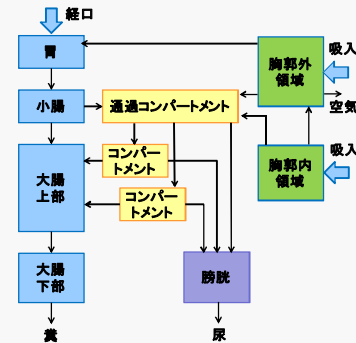 経口
胃
吸入
胸郭外
領域
空気
小腸
通過コンパートメント
吸入
コンパー
トメント
胸郭内
領域
大腸
上部
コンパー
トメント
大腸
下部
膀胱
糞
尿